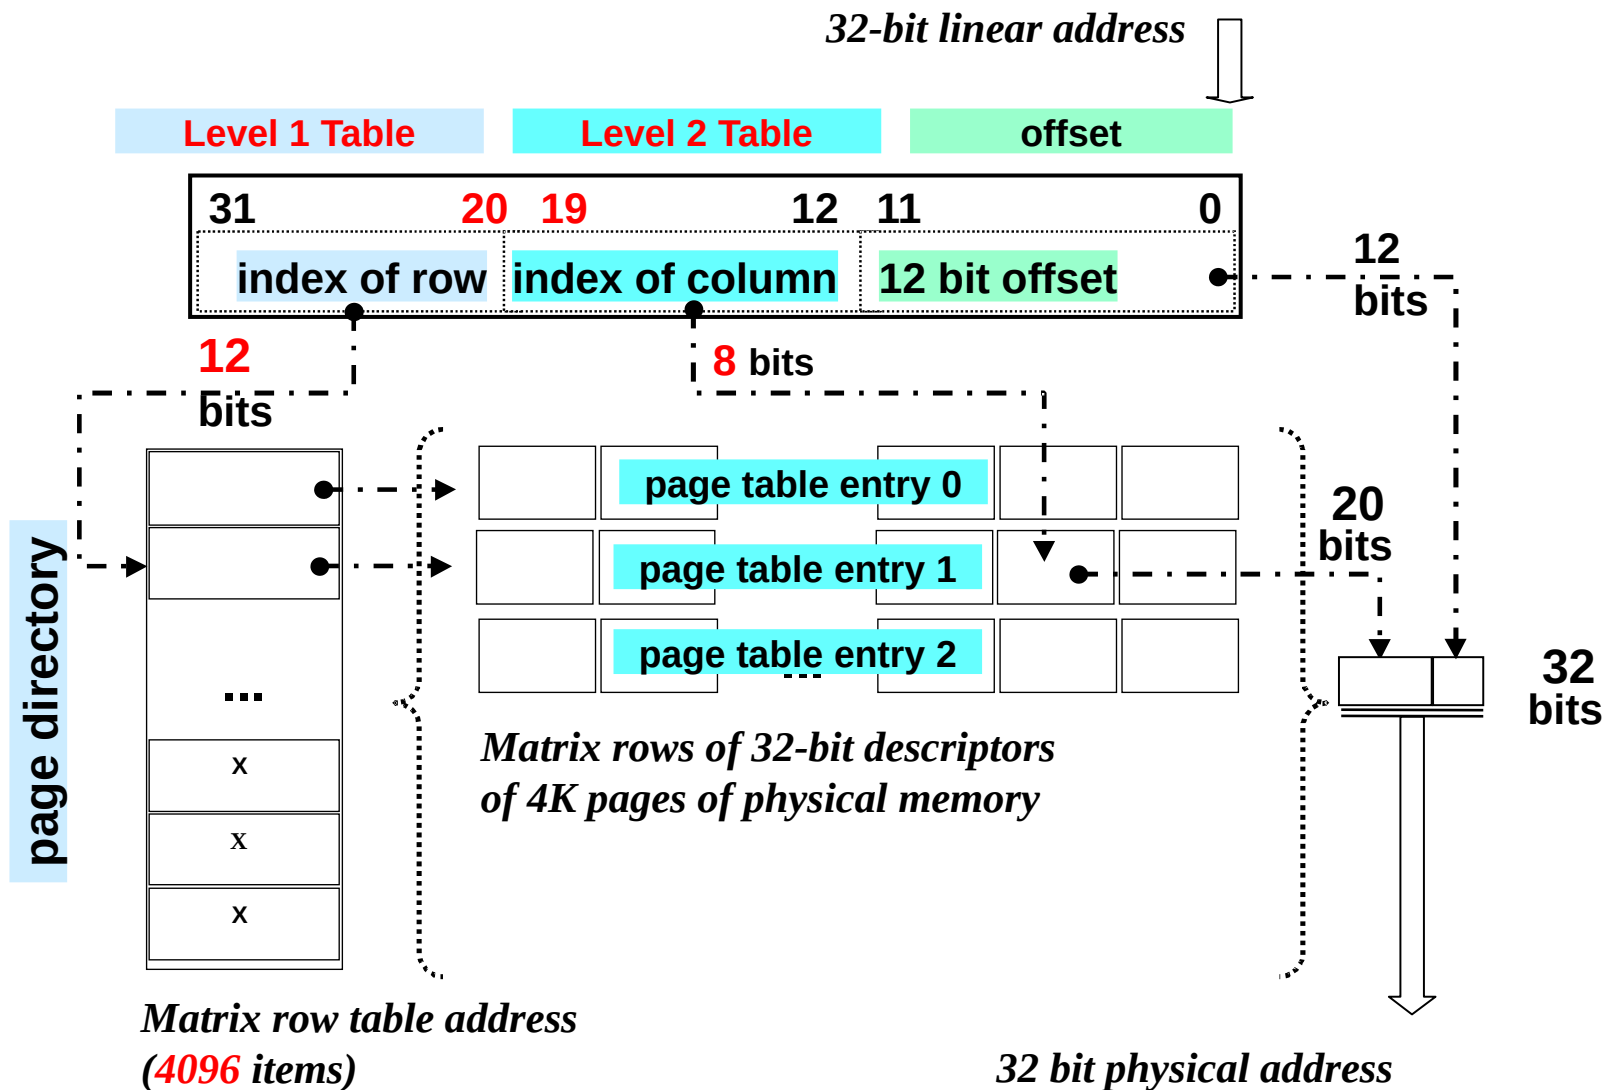 32-bit linear address
Level 1 Table
Level 2 Table
offset
31 20 19 12 11 0
index of row
index of column
12 bit offset
12
bits
12
bits
8 bits
page table entry 0
page table entry 1
page table entry 2
...
20
bits
32
bits
page directory
...
x
x
x
Matrix rows of 32-bit descriptors
of 4K pages of physical memory
Matrix row table address
(4096 items)
32 bit physical address